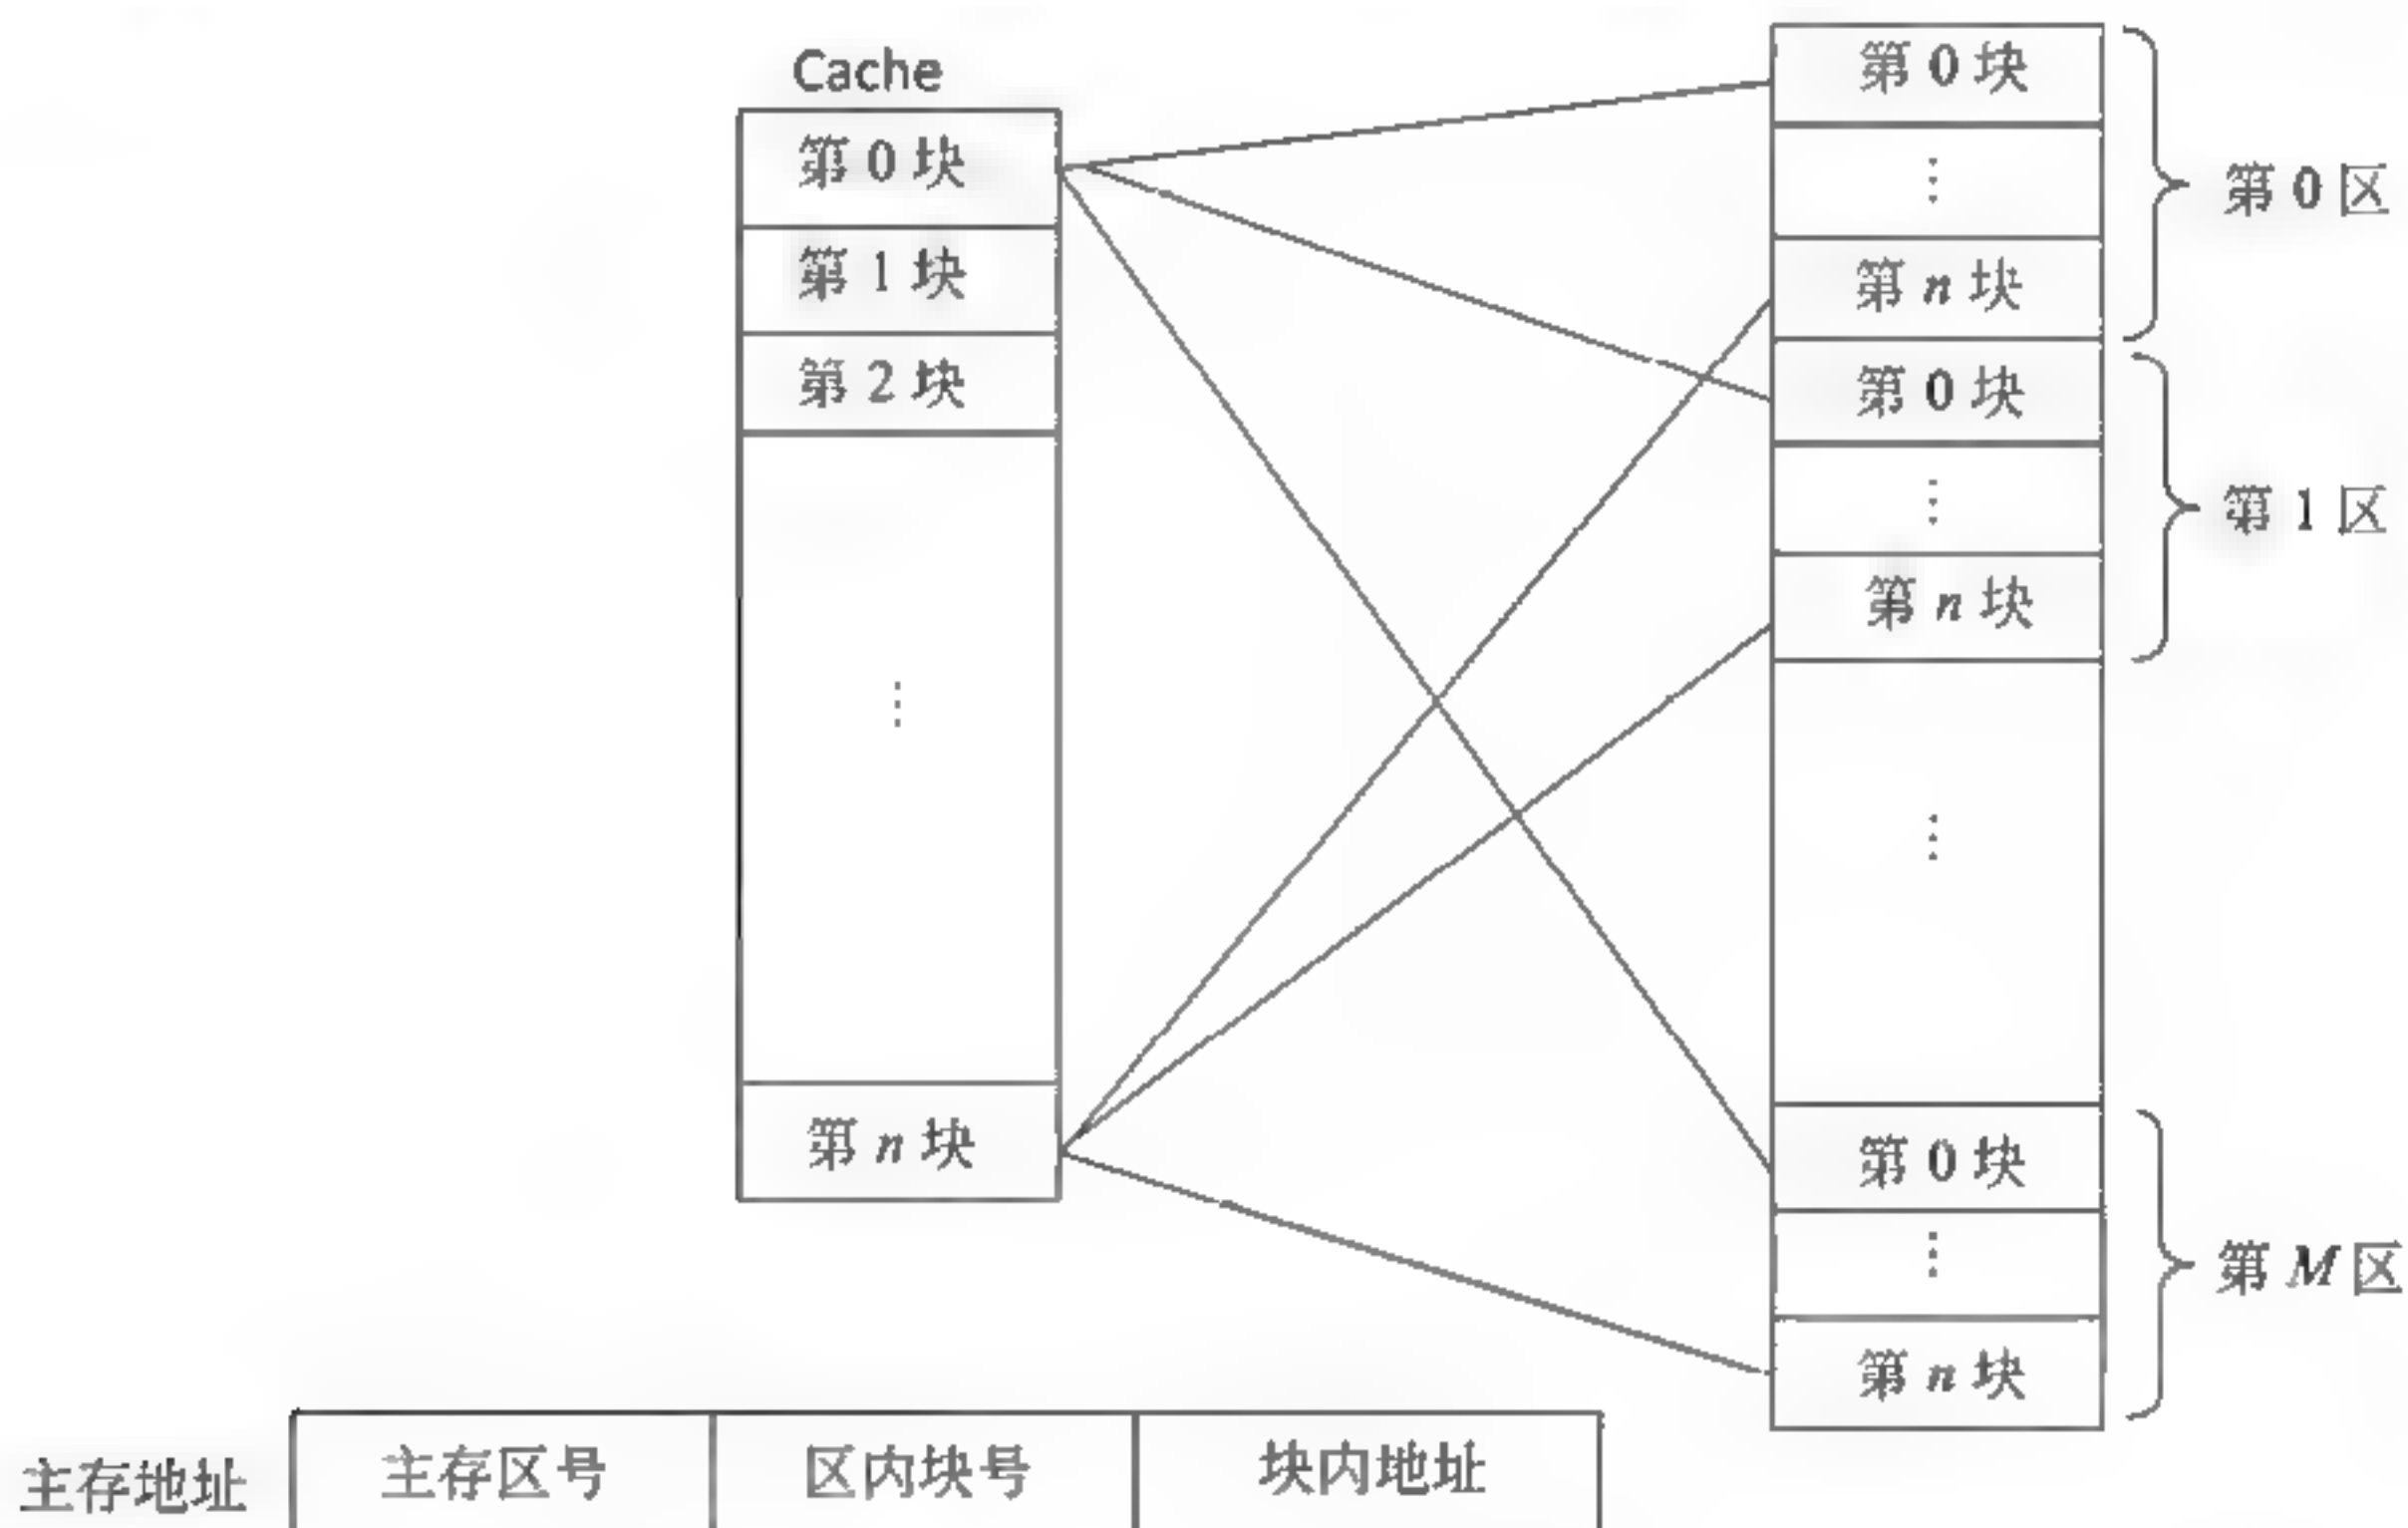 Cache
第 0 块
第 1 块
第 2 块
⋮
第 n 块
第 0 块
⋮
第 n 块
第 0 区
第 0 块
⋮
第 n 块
第 1 区
⋮
第 0 块
⋮
第 n 块
第 M 区
主存地址 主存区号 区内块号 块内地址